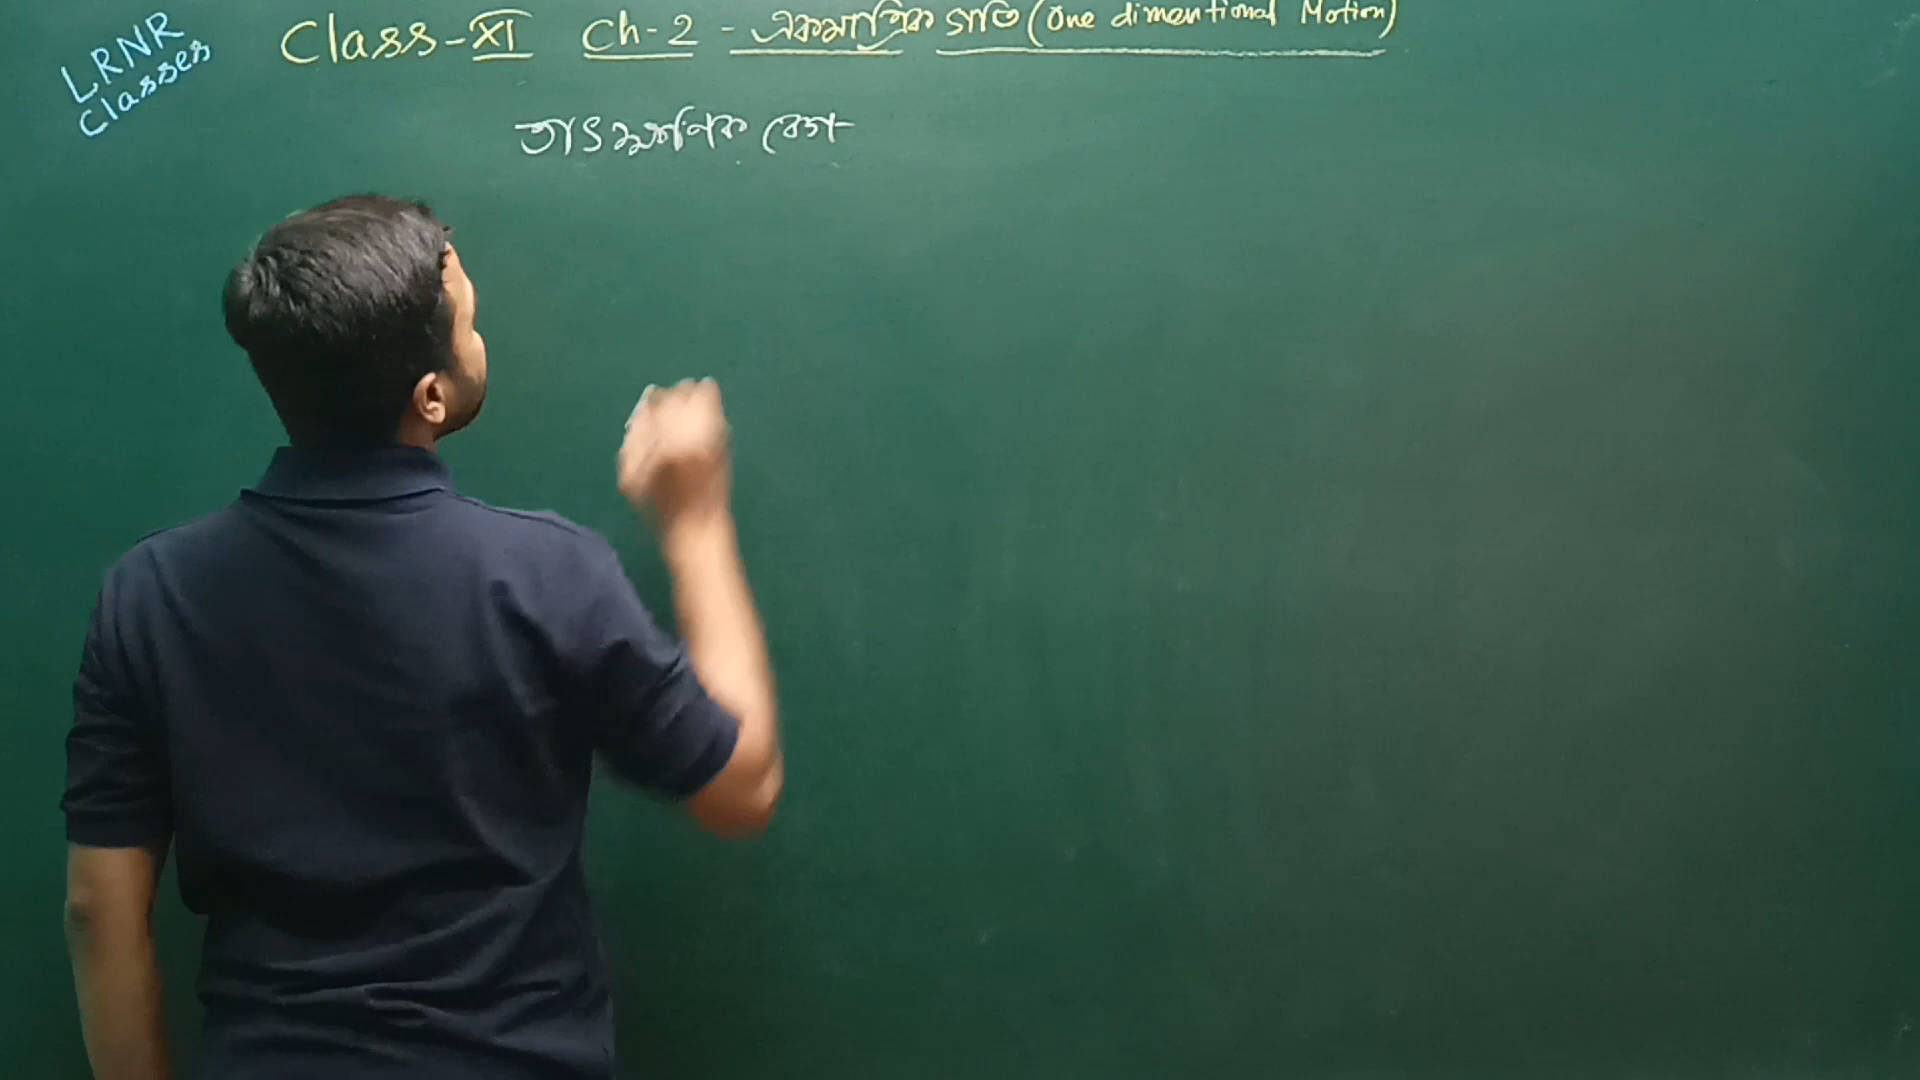 LRNR
Classes
Class-XI Ch-2 - একমাত্রিক গতি (One dimentional Motion)
তাৎক্ষণিক বেগ